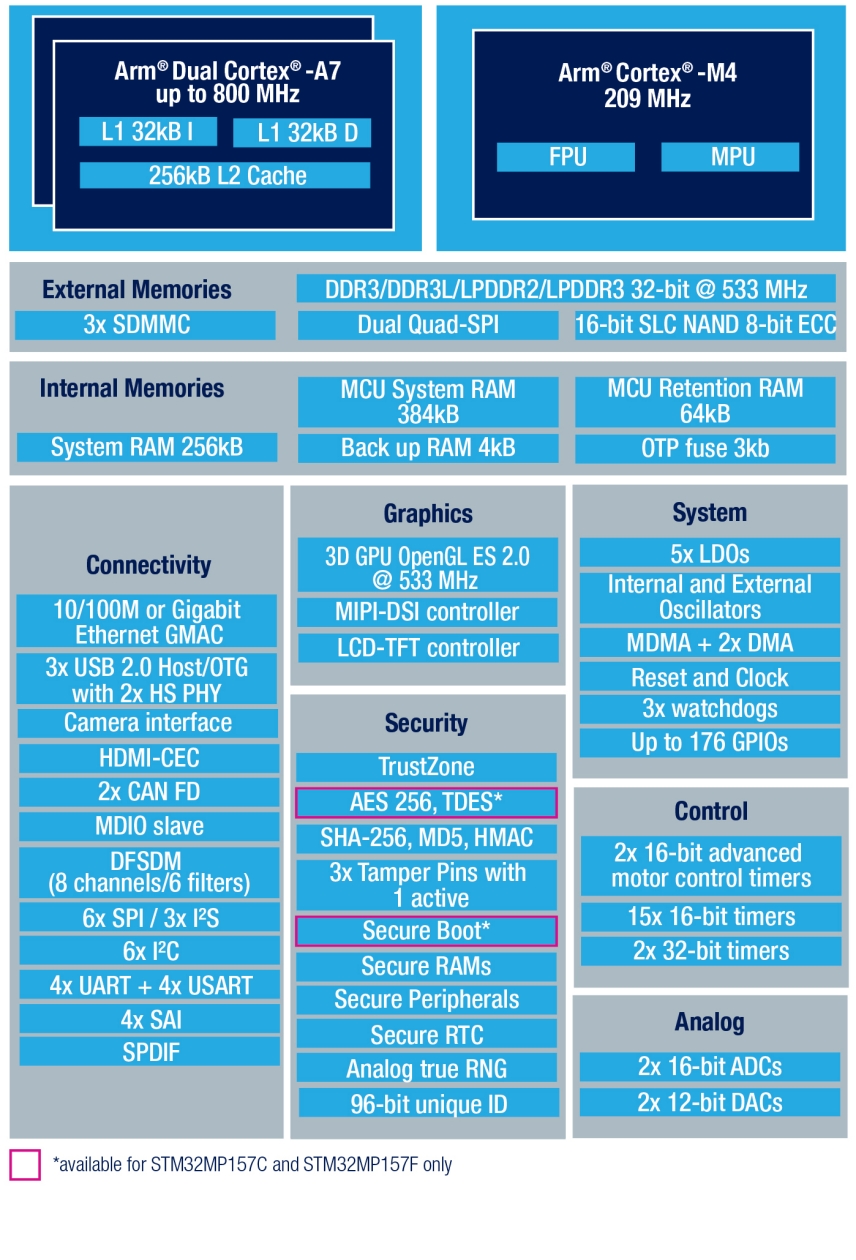 Arm® Dual Cortex® -A7
up to 800 MHz
L1 32kB I
L1 32kB D
256kB L2 Cache
Arm® Cortex® -M4
209 MHz
FPU
MPU
External Memories
DDR3/DDR3L/LPDDR2/LPDDR3 32-bit @ 533 MHz
3x SDMMC
Dual Quad-SPI
16-bit SLC NAND 8-bit ECC
Internal Memories
MCU System RAM
384kB
MCU Retention RAM
64kB
System RAM 256kB
Back up RAM 4kB
OTP fuse 3kb
Connectivity
10/100M or Gigabit
Ethernet GMAC
3x USB 2.0 Host/OTG
with 2x HS PHY
Camera interface
HDMI-CEC
2x CAN FD
MDIO slave
DFSDM
(8 channels/6 filters)
6x SPI / 3x I²S
6x I²C
4x UART + 4x USART
4x SAI
SPDIF
Graphics
3D GPU OpenGL ES 2.0
@ 533 MHz
MIPI-DSI controller
LCD-TFT controller
Security
TrustZone
AES 256, TDES*
SHA-256, MD5, HMAC
3x Tamper Pins with
1 active
Secure Boot*
Secure RAMs
Secure Peripherals
Secure RTC
Analog true RNG
96-bit unique ID
System
5x LDOs
Internal and External
Oscillators
MDMA + 2x DMA
Reset and Clock
3x watchdogs
Up to 176 GPIOs
Control
2x 16-bit advanced
motor control timers
15x 16-bit timers
2x 32-bit timers
Analog
2x 16-bit ADCs
2x 12-bit DACs
*available for STM32MP157C and STM32MP157F only